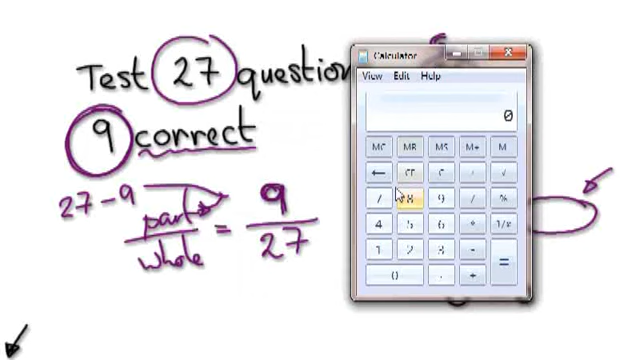 Test 27 question
9 correct
27 - 9
part
whole
=
9
27
Calculator
View Edit Help
0
MC MR MS M+ M
← CE C √
7 8 9 / %
4 5 6 * 1/x
1 2 3 - =
0 . +